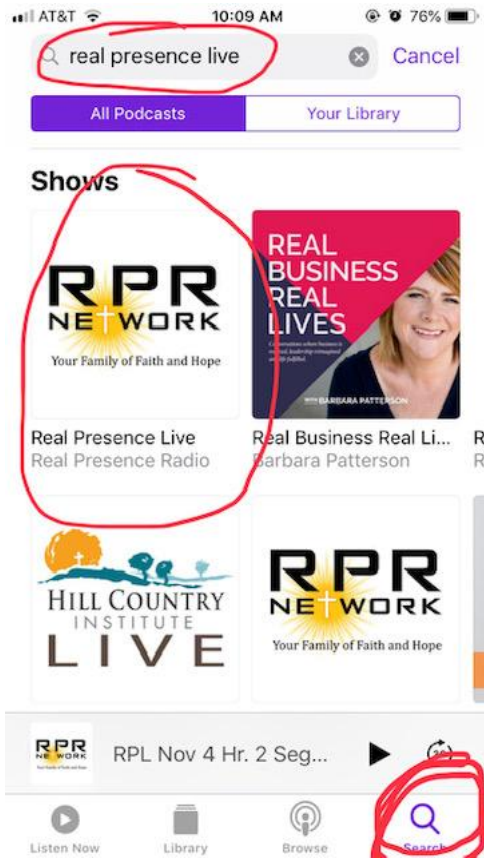 AT&T 10:09 AM 76%
real presence live Cancel
All Podcasts Your Library
Shows
RPR
NETWORK
Your Family of Faith and Hope
Real Presence Live
Real Presence Radio
REAL
BUSINESS
REAL
LIVES
WITH BARBARA PATTERSON
Real Business Real Li...
Barbara Patterson
R
R
HILL COUNTRY
INSTITUTE
LIVE
RPR
NETWORK
Your Family of Faith and Hope
RPR
NETWORK
RPL Nov 4 Hr. 2 Seg...
Listen Now Library Browse Search